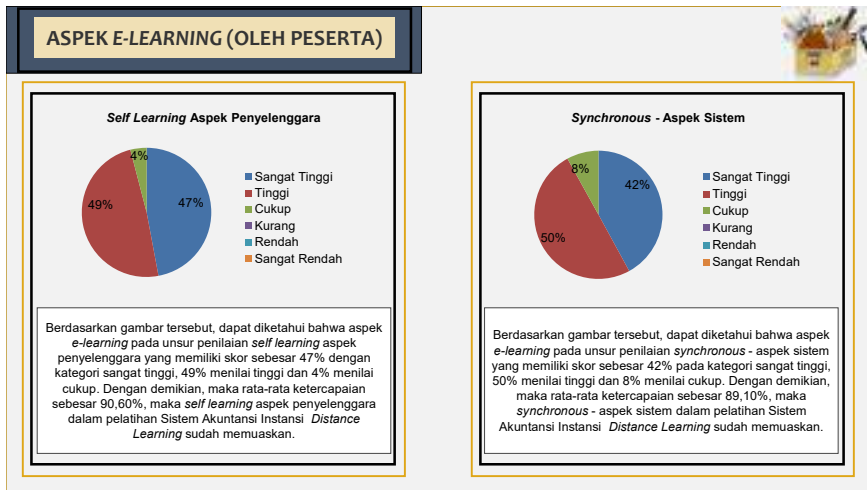 ASPEK E-LEARNING (OLEH PESERTA)
Self Learning Aspek Penyelenggara
4%
49%
47%
Sangat Tinggi
Tinggi
Cukup
Kurang
Rendah
Sangat Rendah
Berdasarkan gambar tersebut, dapat diketahui bahwa aspek
e-learning pada unsur penilaian self learning aspek
penyelenggara yang memiliki skor sebesar 47% dengan
kategori sangat tinggi, 49% menilai tinggi dan 4% menilai
cukup. Dengan demikian, maka rata-rata ketercapaian
sebesar 90,60%, maka self learning aspek penyelenggara
dalam pelatihan Sistem Akuntansi Instansi Distance
Learning sudah memuaskan.
Synchronous - Aspek Sistem
8%
42%
50%
Sangat Tinggi
Tinggi
Cukup
Kurang
Rendah
Sangat Rendah
Berdasarkan gambar tersebut, dapat diketahui bahwa aspek
e-learning pada unsur penilaian synchronous - aspek sistem
yang memiliki skor sebesar 42% pada kategori sangat tinggi,
50% menilai tinggi dan 8% menilai cukup. Dengan demikian,
maka rata-rata ketercapaian sebesar 89,10%, maka
synchronous - aspek sistem dalam pelatihan Sistem
Akuntansi Instansi Distance Learning sudah memuaskan.